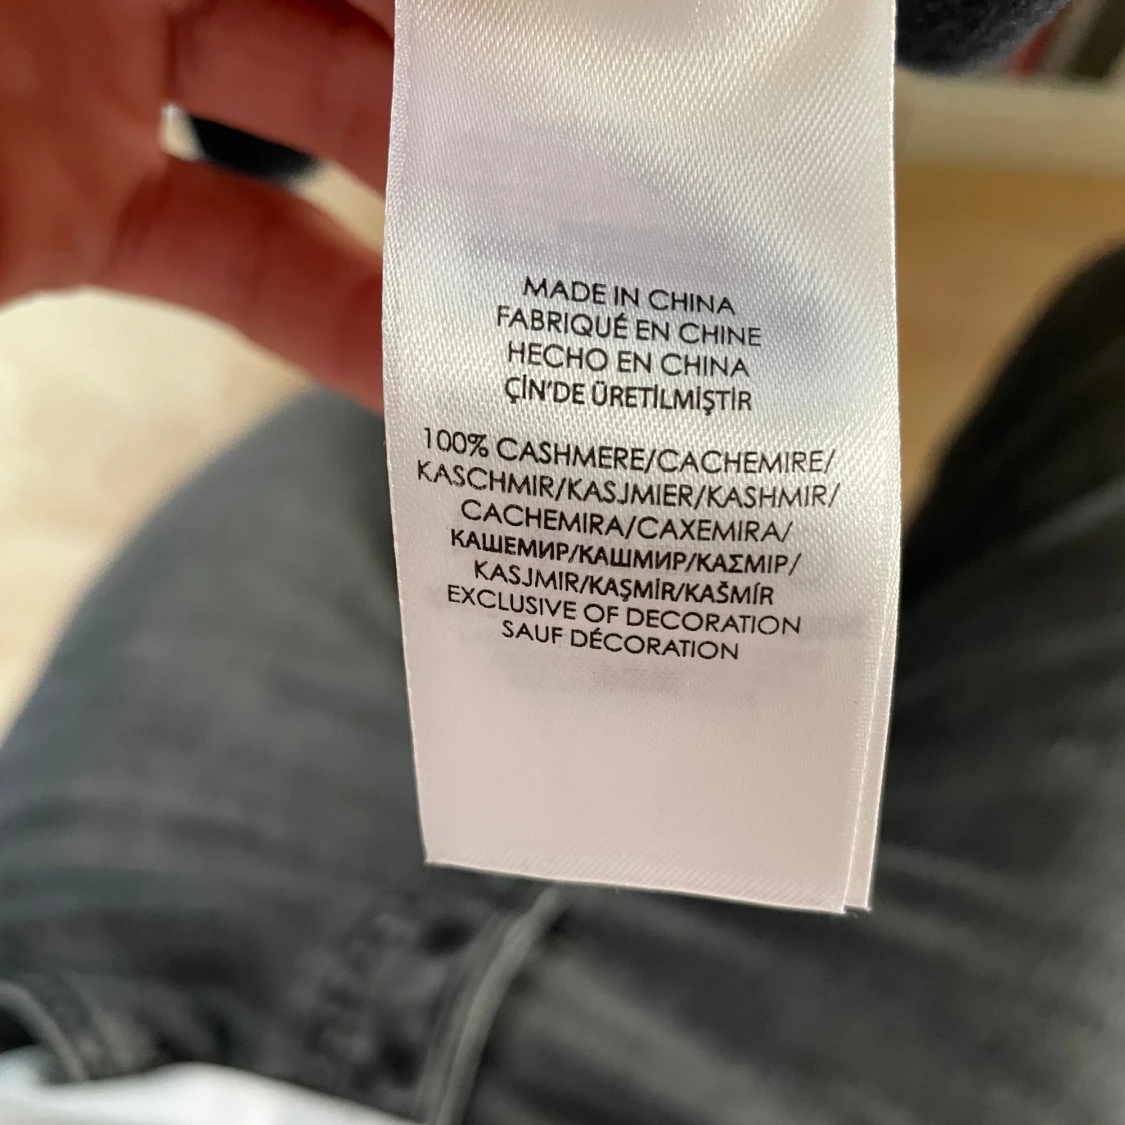 MADE IN CHINA
FABRIQUÉ EN CHINE
HECHO EN CHINA
ÇİN'DE ÜRETİLMİŞTİR
100% CASHMERE/CACHEMIRE/
KASCHMIR/KASJMIER/KASHMIR/
CACHEMIRA/CAXEMIRA/
КАШЕМИР/КАШМИР/ΚΑΣΜΙΡ/
KASJMIR/KAŞMİR/KAŠMÍR
EXCLUSIVE OF DECORATION
SAUF DÉCORATION